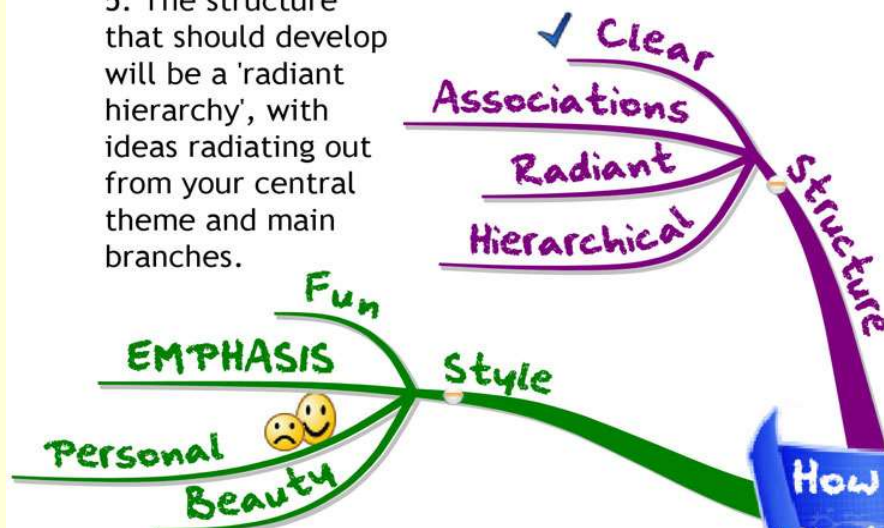 5. The structure
that should develop
will be a 'radiant
hierarchy', with
ideas radiating out
from your central
theme and main
branches.
Clear
Associations
Radiant
Hierarchical
Structure
Fun
EMPHASIS
Personal
Beauty
Style
How